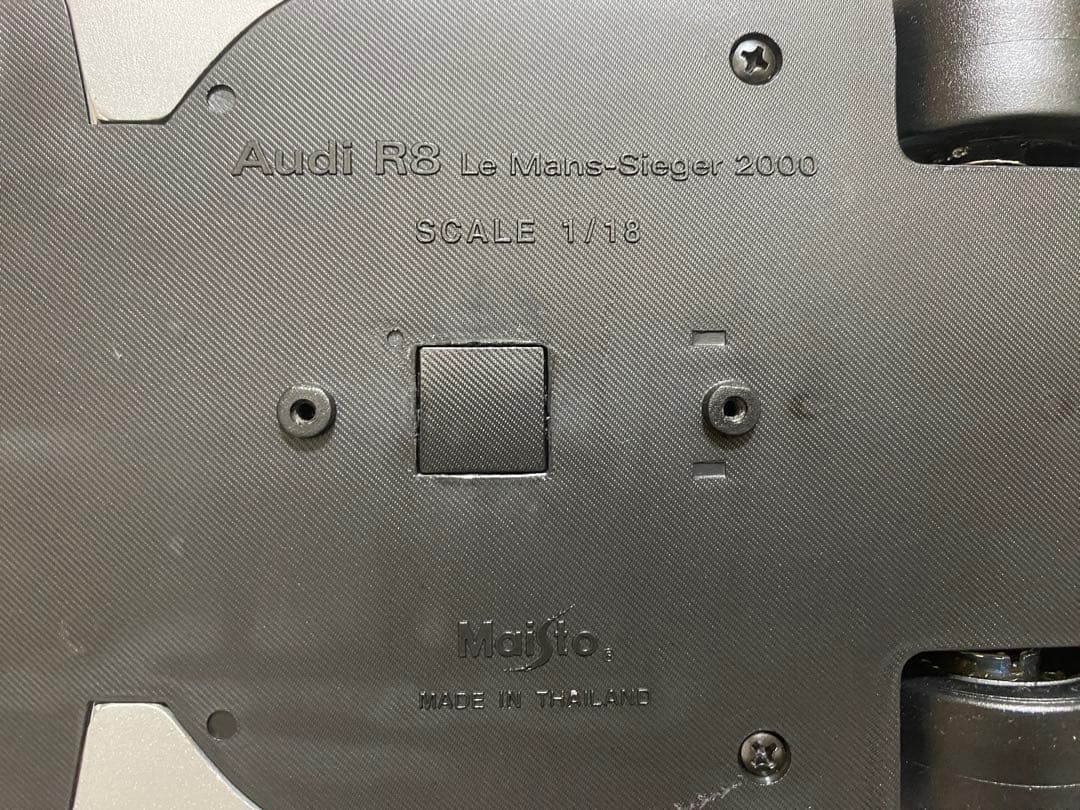 Audi R8 Le Mans-Sieger 2000
SCALE 1/18
Maisto®
MADE IN THAILAND